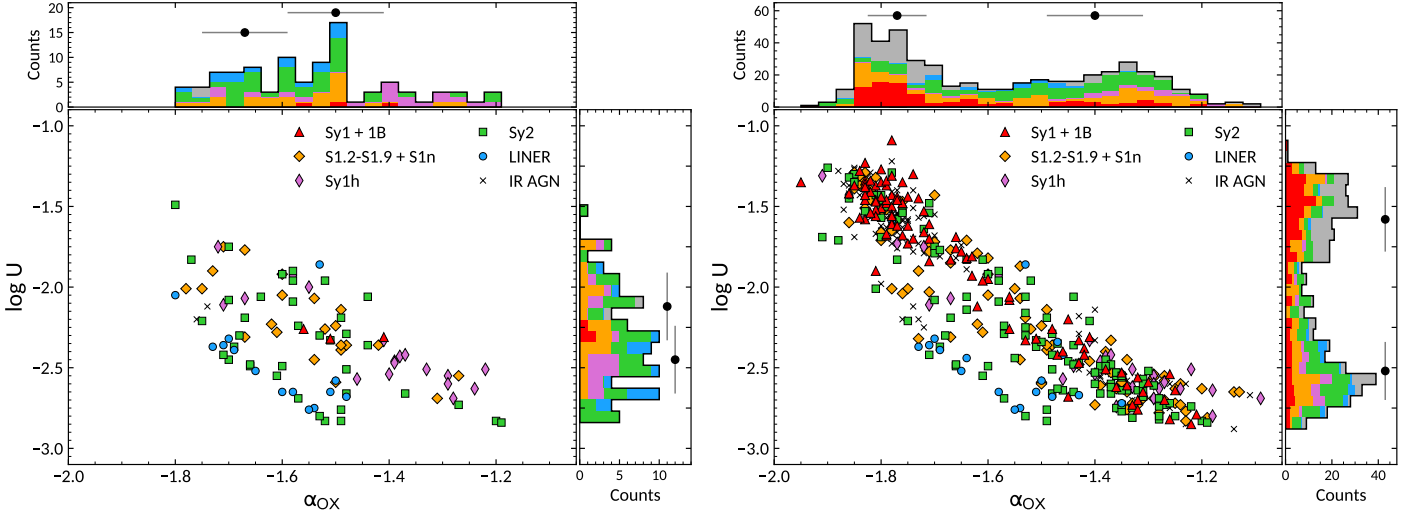 20
15
10
5
0
Counts
−1.0
−1.5
−2.0
−2.5
−3.0
log U
Sy1 + 1B
S1.2-S1.9 + S1n
Sy1h
Sy2
LINER
IR AGN
−2.0 −1.8 −1.6 −1.4 −1.2
αOX
0 5 10
Counts
60
40
20
0
Counts
−1.0
−1.5
−2.0
−2.5
−3.0
log U
Sy1 + 1B
S1.2-S1.9 + S1n
Sy1h
Sy2
LINER
IR AGN
−2.0 −1.8 −1.6 −1.4 −1.2
αOX
0 20 40
Counts